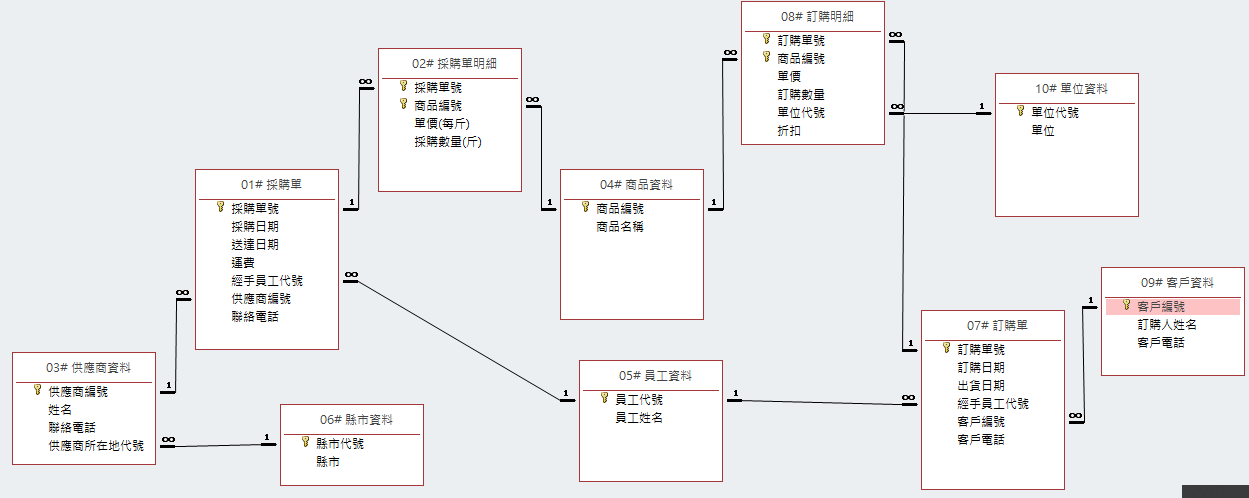 01# 採購單
採購單號
採購日期
送達日期
運費
經手員工代號
供應商編號
聯絡電話
02# 採購單明細
採購單號
商品編號
單價(每斤)
採購數量(斤)
03# 供應商資料
供應商編號
姓名
聯絡電話
供應商所在地代號
04# 商品資料
商品編號
商品名稱
05# 員工資料
員工代號
員工姓名
06# 縣市資料
縣市代號
縣市
07# 訂購單
訂購單號
訂購日期
出貨日期
經手員工代號
客戶編號
客戶電話
08# 訂購明細
訂購單號
商品編號
單價
訂購數量
單位代號
折扣
09# 客戶資料
客戶編號
訂購人姓名
客戶電話
10# 單位資料
單位代號
單位
∞
1
∞
1
∞
1
∞
1
∞
1
∞
1
∞
1
∞
1
∞
1